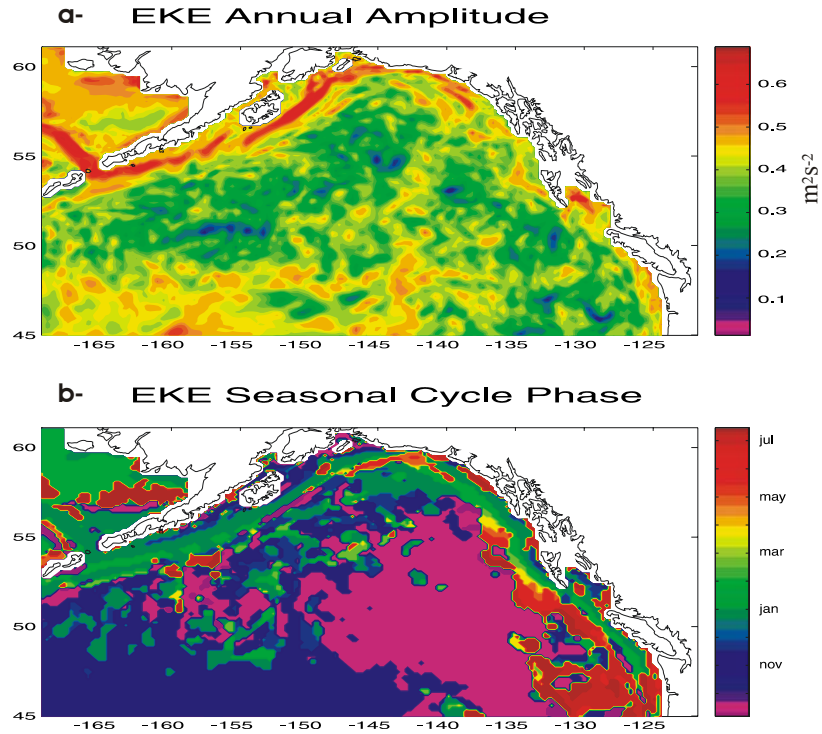 a- EKE Annual Amplitude
60
55
50
45
-165 -160 -155 -150 -145 -140 -135 -130 -125
0.6
0.5
0.4
0.3
0.2
0.1
m²s-²
b- EKE Seasonal Cycle Phase
60
55
50
45
-165 -160 -155 -150 -145 -140 -135 -130 -125
jul
may
mar
jan
nov